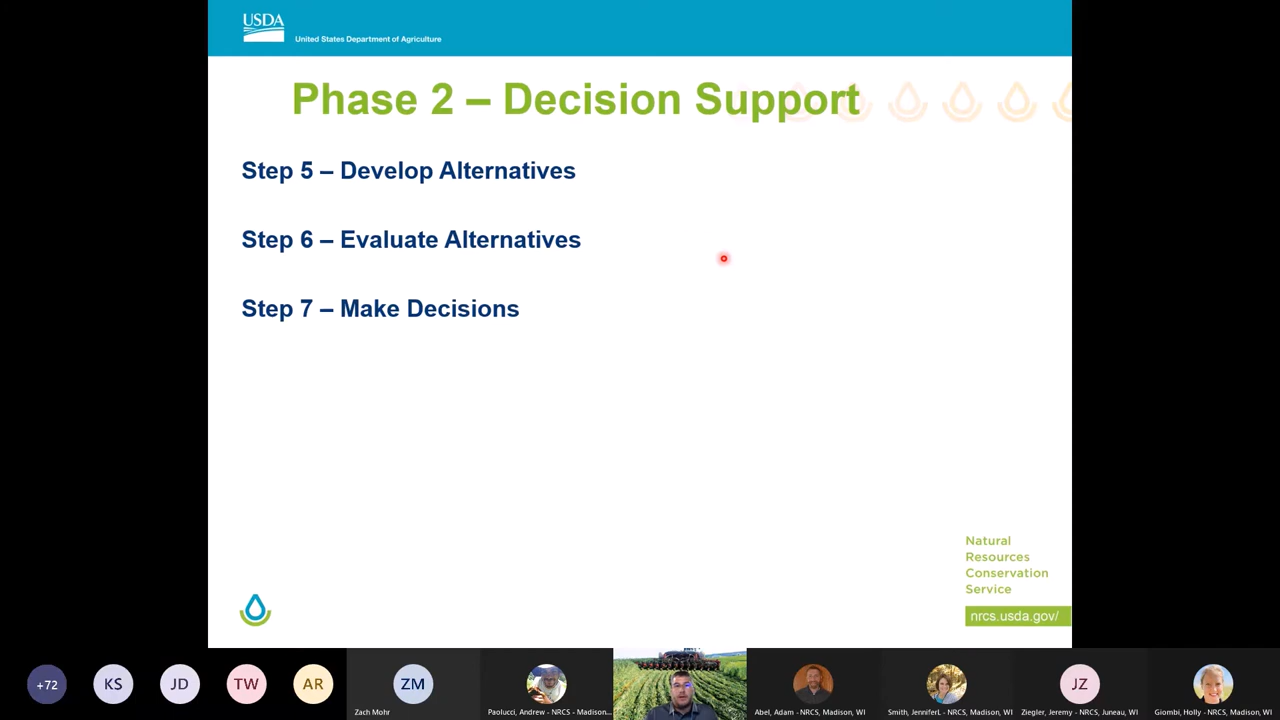 USDA
United States Department of Agriculture
Phase 2 – Decision Support
Step 5 – Develop Alternatives
Step 6 – Evaluate Alternatives
Step 7 – Make Decisions
Natural
Resources
Conservation
Service
nrcs.usda.gov/
+72
KS
JD
TW
AR
ZM
JZ
Zach Mohr
Paolucci, Andrew - NRCS - Madison...
Abel, Adam - NRCS, Madison, WI
Smith, JenniferL - NRCS, Madison, WI
Ziegler, Jeremy - NRCS, Juneau, WI
Giombi, Holly - NRCS, Madison, WI